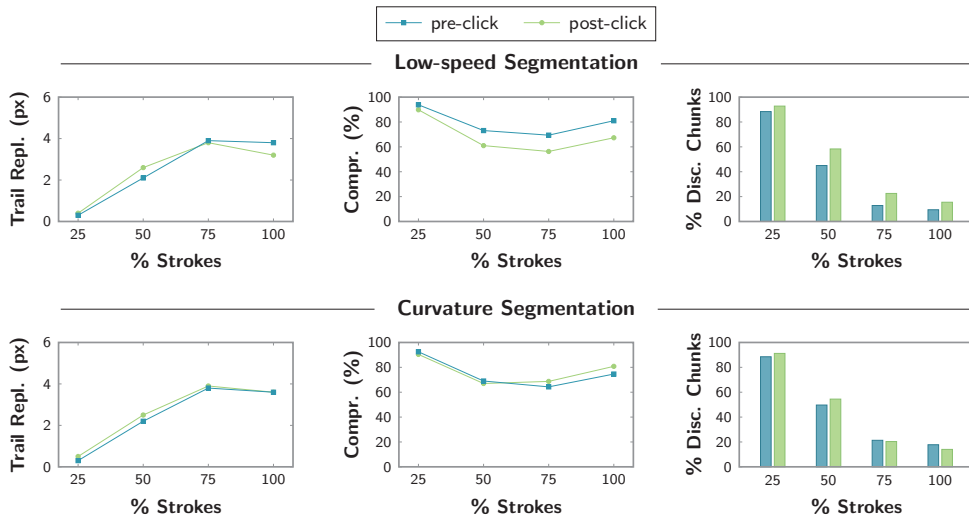 pre-click post-click
Low-speed Segmentation
Trail Repl. (px)
6
4
2
0
25 50 75 100
% Strokes
Compr. (%)
100
80
60
40
20
0
25 50 75 100
% Strokes
% Disc. Chunks
100
80
60
40
20
0
25 50 75 100
% Strokes
Curvature Segmentation
Trail Repl. (px)
6
4
2
0
25 50 75 100
% Strokes
Compr. (%)
100
80
60
40
20
0
25 50 75 100
% Strokes
% Disc. Chunks
100
80
60
40
20
0
25 50 75 100
% Strokes